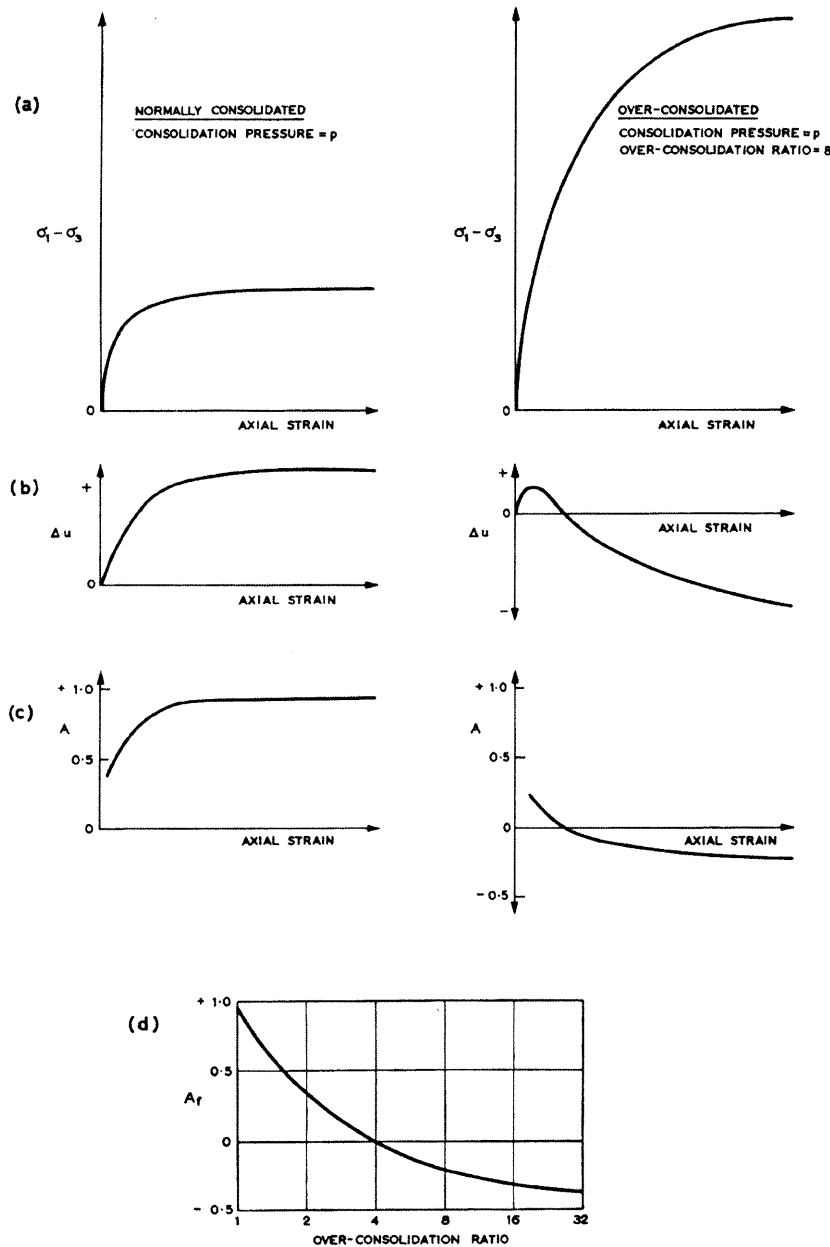 (a)
NORMALLY CONSOLIDATED
CONSOLIDATION PRESSURE = p
σ₁ − σ₃
0
AXIAL STRAIN
OVER-CONSOLIDATED
CONSOLIDATION PRESSURE = p
OVER-CONSOLIDATION RATIO = 8
σ₁ − σ₃
0
AXIAL STRAIN
(b)
+
Δu
0
AXIAL STRAIN
+
0
AXIAL STRAIN
Δu
−
(c)
+ 1·0
A
0·5
0
AXIAL STRAIN
+ 1·0
A
0·5
0
AXIAL STRAIN
− 0·5
(d)
+ 1·0
0·5
Af
0
− 0·5
1 2 4 8 16 32
OVER-CONSOLIDATION RATIO